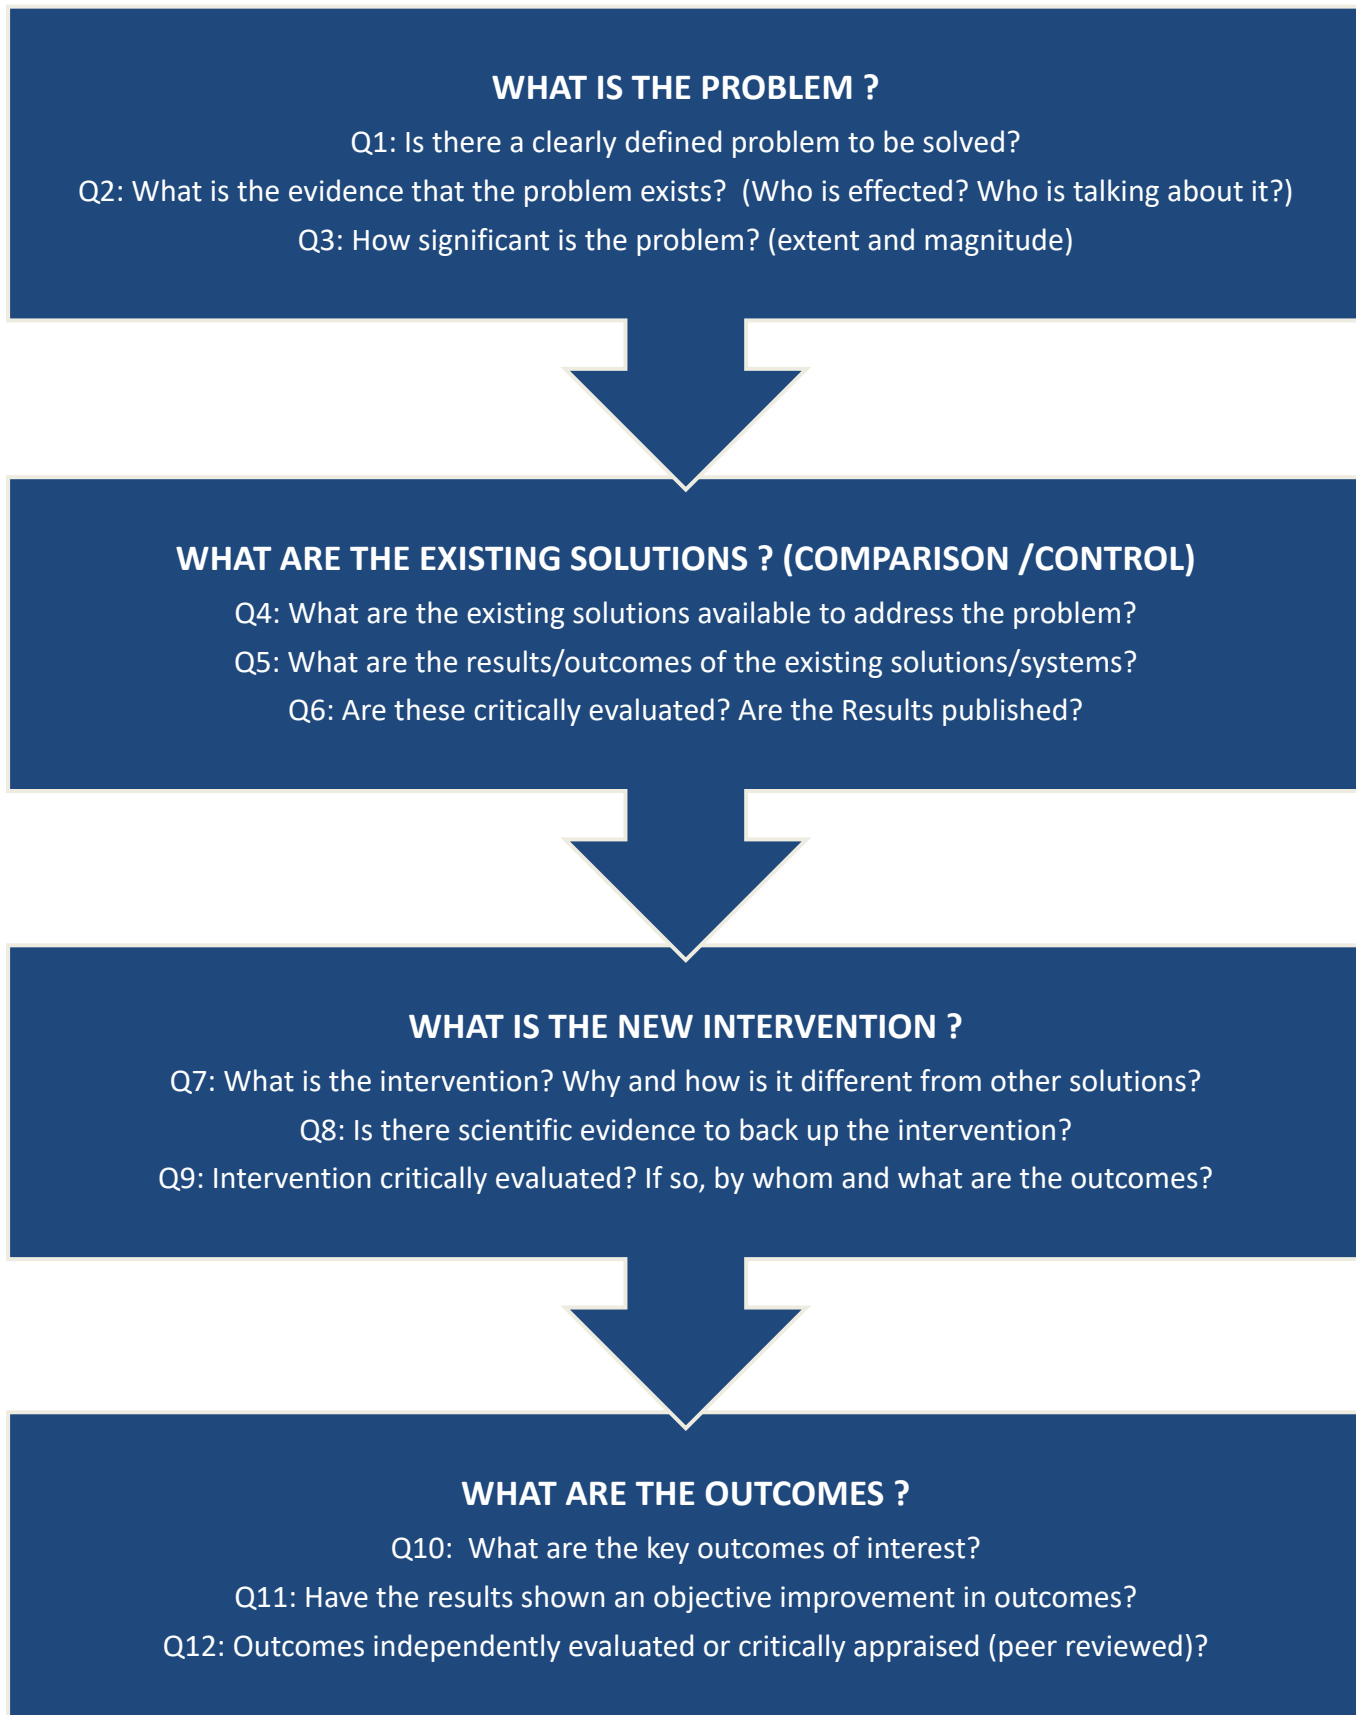 WHAT IS THE PROBLEM ?
Q1: Is there a clearly defined problem to be solved?
Q2: What is the evidence that the problem exists?  (Who is effected? Who is talking about it?)
Q3: How significant is the problem? (extent and magnitude)
WHAT ARE THE EXISTING SOLUTIONS ? (COMPARISON /CONTROL)
Q4: What are the existing solutions available to address the problem?
Q5: What are the results/outcomes of the existing solutions/systems?
Q6: Are these critically evaluated? Are the Results published?
WHAT IS THE NEW INTERVENTION ?
Q7: What is the intervention? Why and how is it different from other solutions?
Q8: Is there scientific evidence to back up the intervention?
Q9: Intervention critically evaluated? If so, by whom and what are the outcomes?
WHAT ARE THE OUTCOMES ?
Q10:  What are the key outcomes of interest?
Q11: Have the results shown an objective improvement in outcomes?
Q12: Outcomes independently evaluated or critically appraised (peer reviewed)?